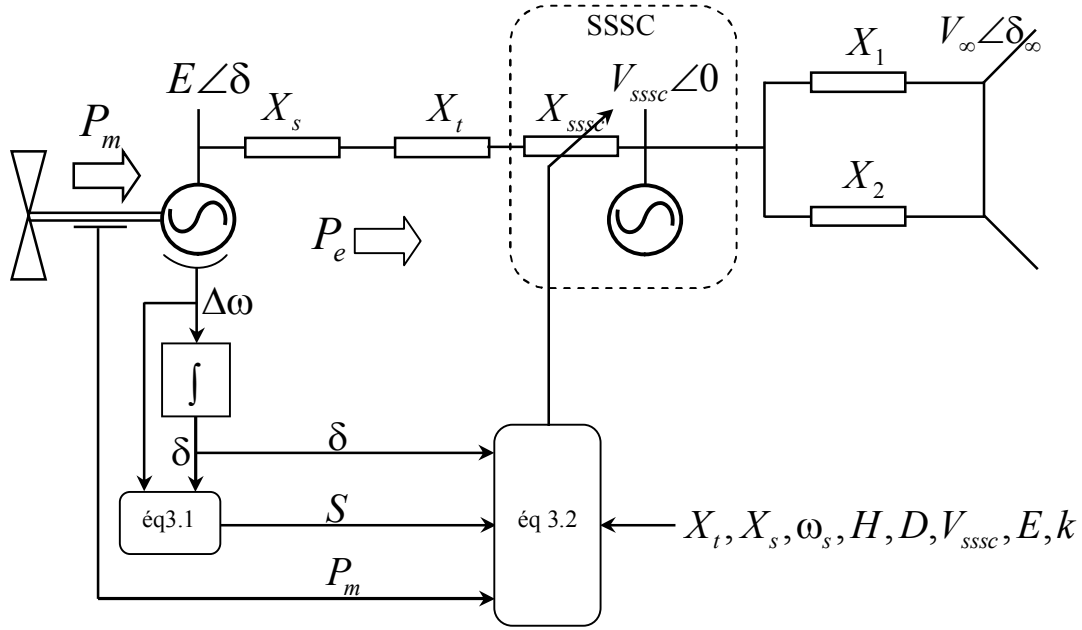 SSSC
E∠δ
X_s
X_t
X_sssc
V_sssc∠0
X_1
V_∞∠δ_∞
P_m
X_2
P_e
Δω
∫
δ
δ
éq3.1
S
éq 3.2
X_t, X_s, ω_s, H, D, V_sssc, E, k
P_m